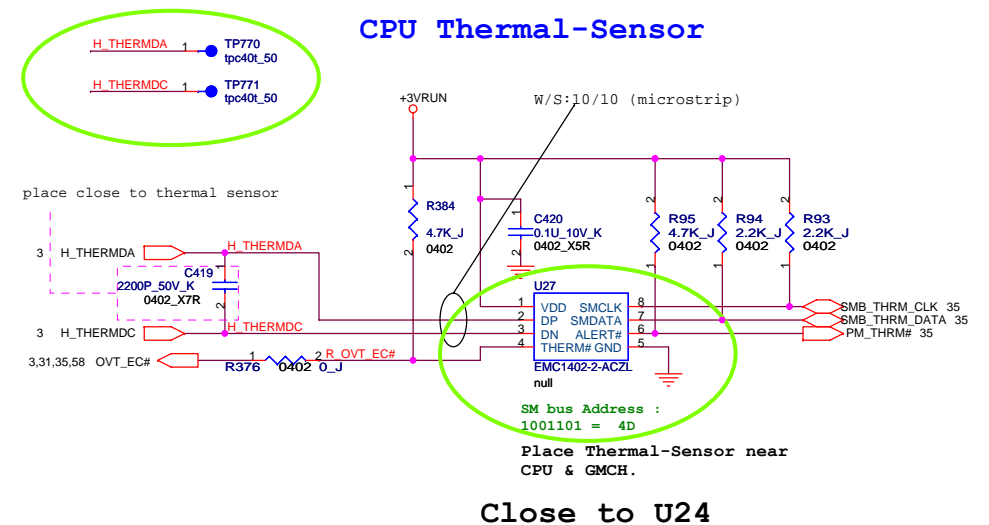 CPU Thermal-Sensor
H_THERMDA 1 TP770
tpc40t_50
H_THERMDC 1 TP771
tpc40t_50
+3VRUN
W/S:10/10 (microstrip)
place close to thermal sensor
1
R384
4.7K_J
0402
2
1
C420
0.1U_10V_K
0402_X5R
2
2
R95
4.7K_J
0402
1
2
R94
2.2K_J
0402
1
2
R93
2.2K_J
0402
1
3 H_THERMDA
H_THERMDA
1
C419
2200P_50V_K
0402_X7R
2
3 H_THERMDC
H_THERMDC
3,31,35,58 OVT_EC#
1
R376
0402
2
0_J
R_OVT_EC#
U27
1 VDD SMCLK 8
2 DP SMDATA 7
3 DN ALERT# 6
4 THERM# GND 5
EMC1402-2-ACZL
null
SMB_THRM_CLK 35
SMB_THRM_DATA 35
PM_THRM# 35
SM bus Address :
1001101 = 4D
Place Thermal-Sensor near
CPU & GMCH.
Close to U24